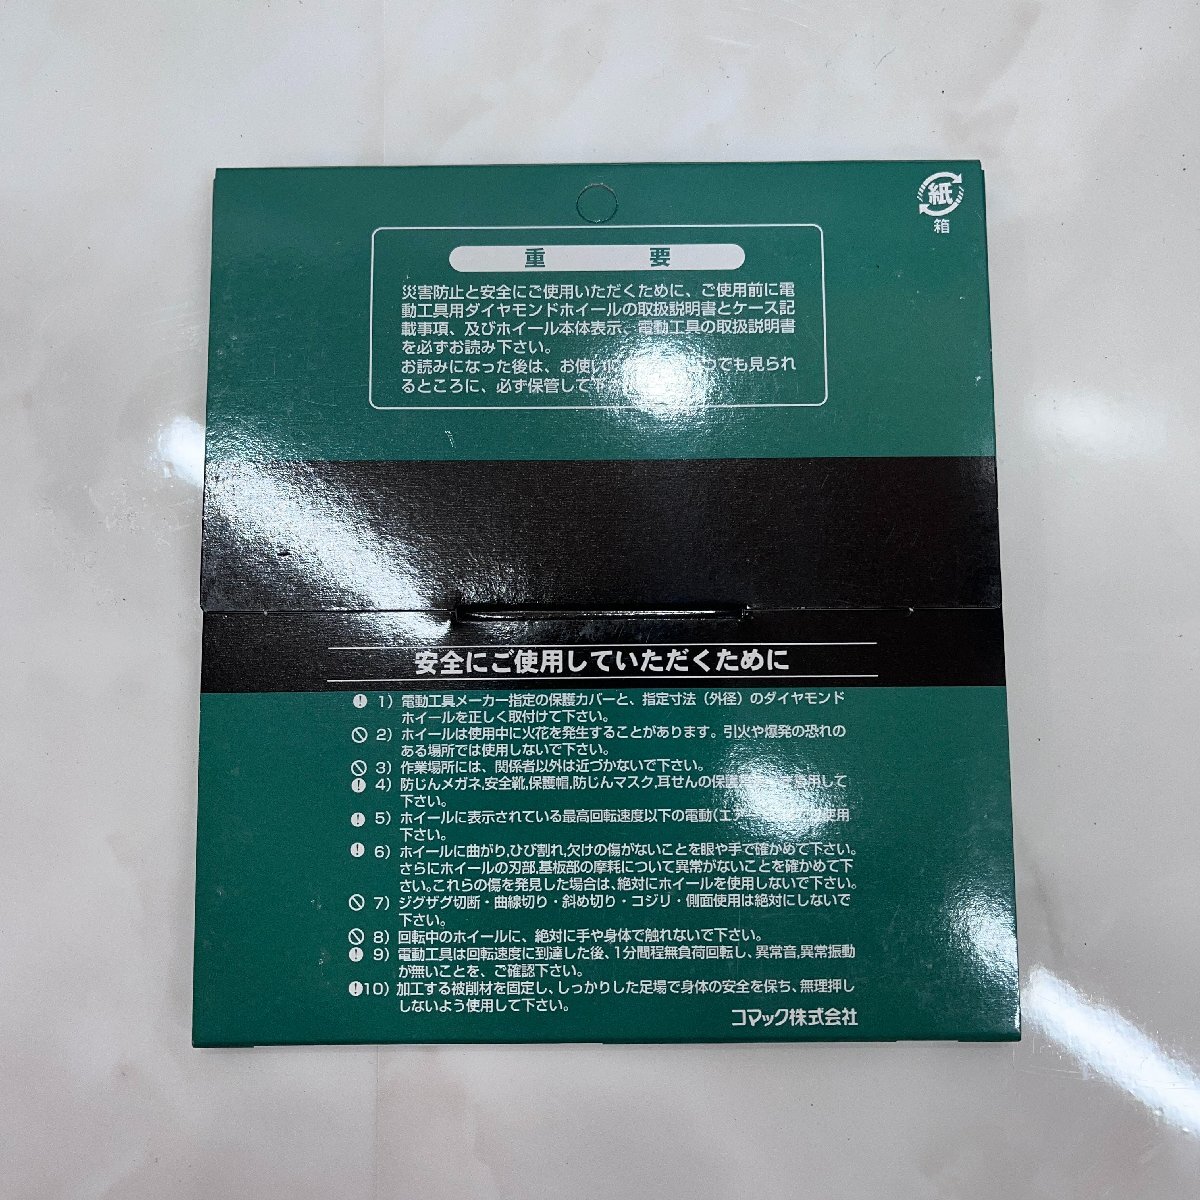 紙
箱
重 要
災害防止と安全にご使用いただくために、ご使用前に電
動工具用ダイヤモンドホイールの取扱説明書とケース記
載事項、及びホイール本体表示、電動工具の取扱説明書
を必ずお読み下さい。
お読みになった後は、お使いに つでも見られ
るところに、必ず保管して下
安全にご使用していただくために
1）電動工具メーカー指定の保護カバーと、指定寸法（外径）のダイヤモンド
ホイールを正しく取付けて下さい。
2）ホイールは使用中に火花を発生することがあります。引火や爆発の恐れの
ある場所では使用しないで下さい。
3）作業場所には、関係者以外は近づかないで下さい。
4）防じんメガネ,安全靴,保護帽,防じんマスク,耳せんの保護 用して
下さい。
5）ホイールに表示されている最高回転速度以下の電動（エア 使用
下さい。
6）ホイールに曲がり,ひび割れ,欠けの傷がないことを眼や手で確かめて下さい。
さらにホイールの刃部,基板部の摩耗について異常がないことを確かめて下
さい。これらの傷を発見した場合は、絶対にホイールを使用しないで下さい。
7）ジグザグ切断・曲線切り・斜め切り・コジリ・側面使用は絶対にしないで
下さい。
8）回転中のホイールに、絶対に手や身体で触れないで下さい。
9）電動工具は回転速度に到達した後、1分間程無負荷回転し、異常音,異常振動
が無いことを、ご確認下さい。
10）加工する被削材を固定し、しっかりした足場で身体の安全を保ち、無理押し
しないよう使用して下さい。
コマック株式会社